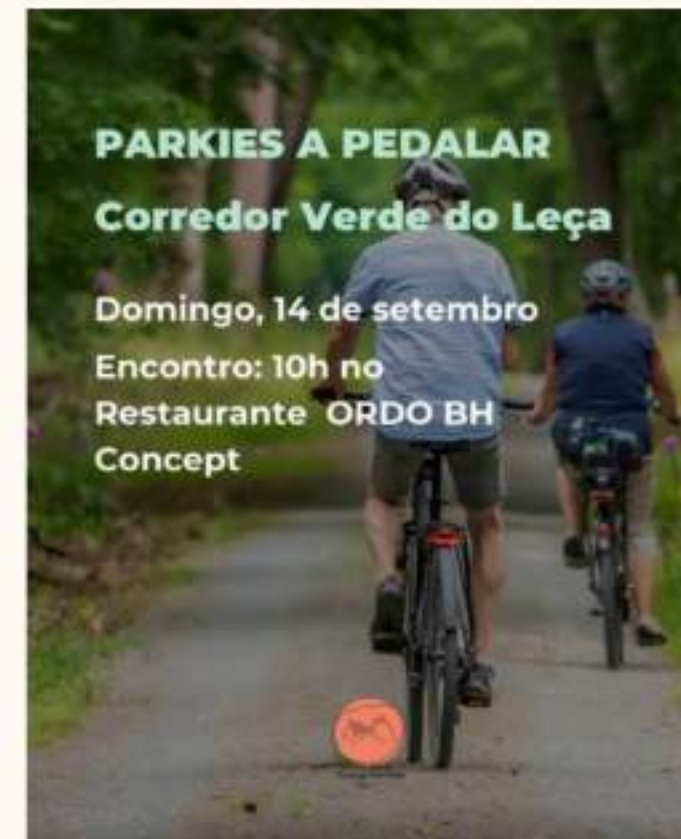 PARKIES A PEDALAR
Corredor Verde do Leça
Domingo, 14 de setembro
Encontro: 10h no
Restaurante ORDO BH
Concept